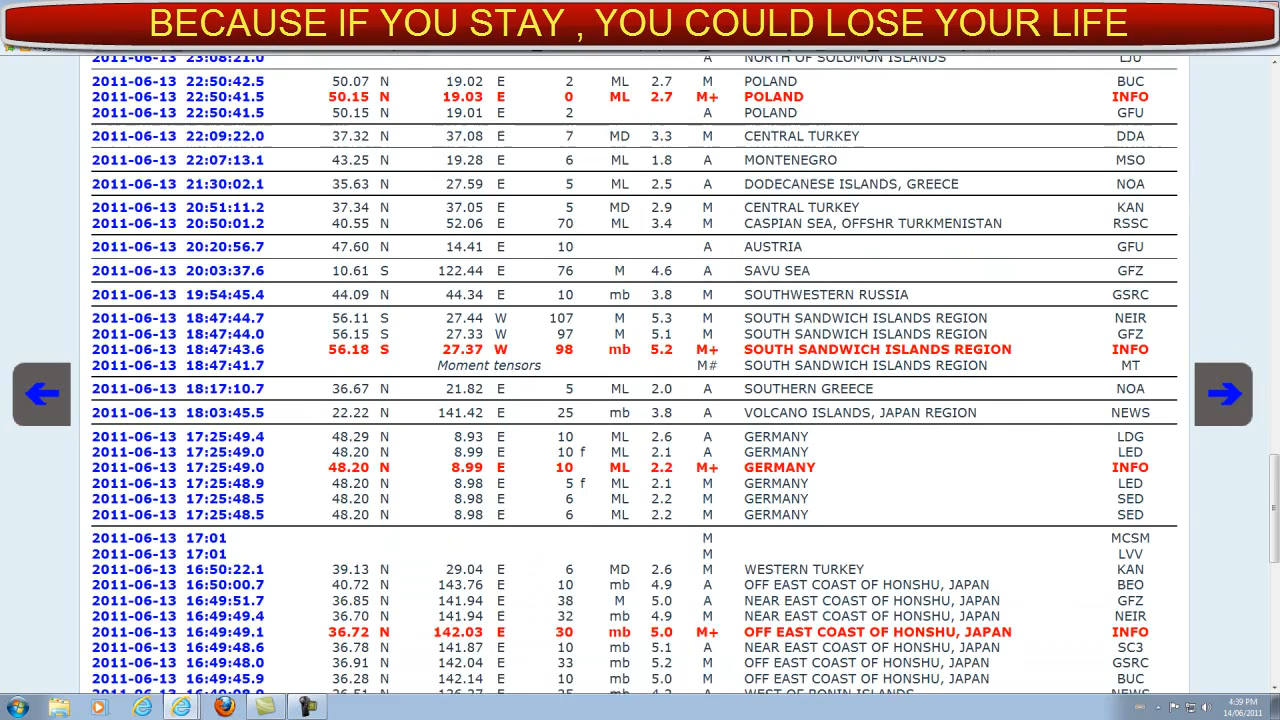 BECAUSE IF YOU STAY , YOU COULD LOSE YOUR LIFE
2011-06-13 23:08:21.0 A NORTH OF SOLOMON ISLANDS LJU
2011-06-13 22:50:42.5 50.07 N 19.02 E 2 ML 2.7 M POLAND BUC
2011-06-13 22:50:41.5 50.15 N 19.03 E 0 ML 2.7 M+ POLAND INFO
2011-06-13 22:50:41.5 50.15 N 19.01 E 2 A POLAND GFU
2011-06-13 22:09:22.0 37.32 N 37.08 E 7 MD 3.3 M CENTRAL TURKEY DDA
2011-06-13 22:07:13.1 43.25 N 19.28 E 6 ML 1.8 A MONTENEGRO MSO
2011-06-13 21:30:02.1 35.63 N 27.59 E 5 ML 2.5 A DODECANESE ISLANDS, GREECE NOA
2011-06-13 20:51:11.2 37.34 N 37.05 E 5 MD 2.9 M CENTRAL TURKEY KAN
2011-06-13 20:50:01.2 40.55 N 52.06 E 70 ML 3.4 M CASPIAN SEA, OFFSHR TURKMENISTAN RSSC
2011-06-13 20:20:56.7 47.60 N 14.41 E 10 A AUSTRIA GFU
2011-06-13 20:03:37.6 10.61 S 122.44 E 76 M 4.6 A SAVU SEA GFZ
2011-06-13 19:54:45.4 44.09 N 44.34 E 10 mb 3.8 M SOUTHWESTERN RUSSIA GSRC
2011-06-13 18:47:44.7 56.11 S 27.44 W 107 M 5.3 M SOUTH SANDWICH ISLANDS REGION NEIR
2011-06-13 18:47:44.0 56.15 S 27.33 W 97 M 5.1 M SOUTH SANDWICH ISLANDS REGION GFZ
2011-06-13 18:47:43.6 56.18 S 27.37 W 98 mb 5.2 M+ SOUTH SANDWICH ISLANDS REGION INFO
2011-06-13 18:47:41.7 Moment tensors M# SOUTH SANDWICH ISLANDS REGION MT
2011-06-13 18:17:10.7 36.67 N 21.82 E 5 ML 2.0 A SOUTHERN GREECE NOA
2011-06-13 18:03:45.5 22.22 N 141.42 E 25 mb 3.8 A VOLCANO ISLANDS, JAPAN REGION NEWS
2011-06-13 17:25:49.4 48.29 N 8.93 E 10 ML 2.6 A GERMANY LDG
2011-06-13 17:25:49.0 48.20 N 8.99 E 10 f ML 2.1 A GERMANY LED
2011-06-13 17:25:49.0 48.20 N 8.99 E 10 ML 2.2 M+ GERMANY INFO
2011-06-13 17:25:48.9 48.20 N 8.98 E 5 f ML 2.1 M GERMANY LED
2011-06-13 17:25:48.5 48.20 N 8.98 E 6 ML 2.2 M GERMANY SED
2011-06-13 17:25:48.5 48.20 N 8.98 E 6 ML 2.2 M GERMANY SED
2011-06-13 17:01 M MCSM
2011-06-13 17:01 M LVV
2011-06-13 16:50:22.1 39.13 N 29.04 E 6 MD 2.6 M WESTERN TURKEY KAN
2011-06-13 16:50:00.7 40.72 N 143.76 E 10 mb 4.9 A OFF EAST COAST OF HONSHU, JAPAN BEO
2011-06-13 16:49:51.7 36.85 N 141.94 E 38 M 5.0 A NEAR EAST COAST OF HONSHU, JAPAN GFZ
2011-06-13 16:49:49.4 36.70 N 141.94 E 32 mb 4.9 M NEAR EAST COAST OF HONSHU, JAPAN NEIR
2011-06-13 16:49:49.1 36.72 N 142.03 E 30 mb 5.0 M+ OFF EAST COAST OF HONSHU, JAPAN INFO
2011-06-13 16:49:48.6 36.78 N 141.87 E 10 mb 5.1 A NEAR EAST COAST OF HONSHU, JAPAN SC3
2011-06-13 16:49:48.0 36.91 N 142.04 E 33 mb 5.2 M OFF EAST COAST OF HONSHU, JAPAN GSRC
2011-06-13 16:49:45.9 36.28 N 142.14 E 10 mb 5.0 M OFF EAST COAST OF HONSHU, JAPAN BUC
2011-06-13 WEST OF BONIN ISLANDS NEWS
4:39 PM
14/06/2011